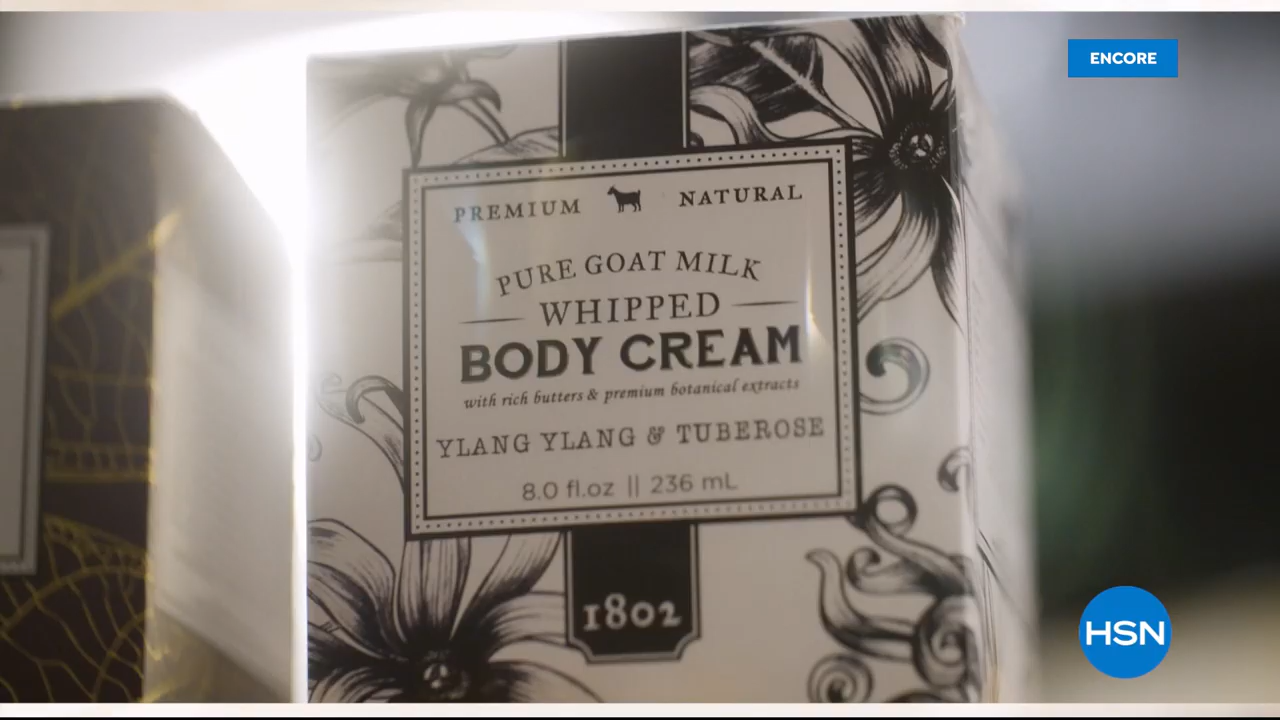 ENCORE
PREMIUM NATURAL
PURE GOAT MILK
WHIPPED
BODY CREAM
with rich butters & premium botanical extracts
YLANG YLANG & TUBEROSE
8.0 fl.oz || 236 mL
1802
HSN